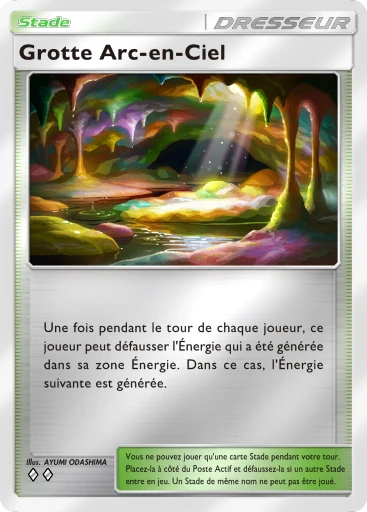 Stade
DRESSEUR
Grotte Arc-en-Ciel
Une fois pendant le tour de chaque joueur, ce
joueur peut défausser l'Énergie qui a été générée
dans sa zone Énergie. Dans ce cas, l'Énergie
suivante est générée.
Illus. AYUMI ODASHIMA
Vous ne pouvez jouer qu'une carte Stade pendant votre tour.
Placez-la à côté du Poste Actif et défaussez-la si un autre Stade
entre en jeu. Un Stade de même nom ne peut pas être joué.